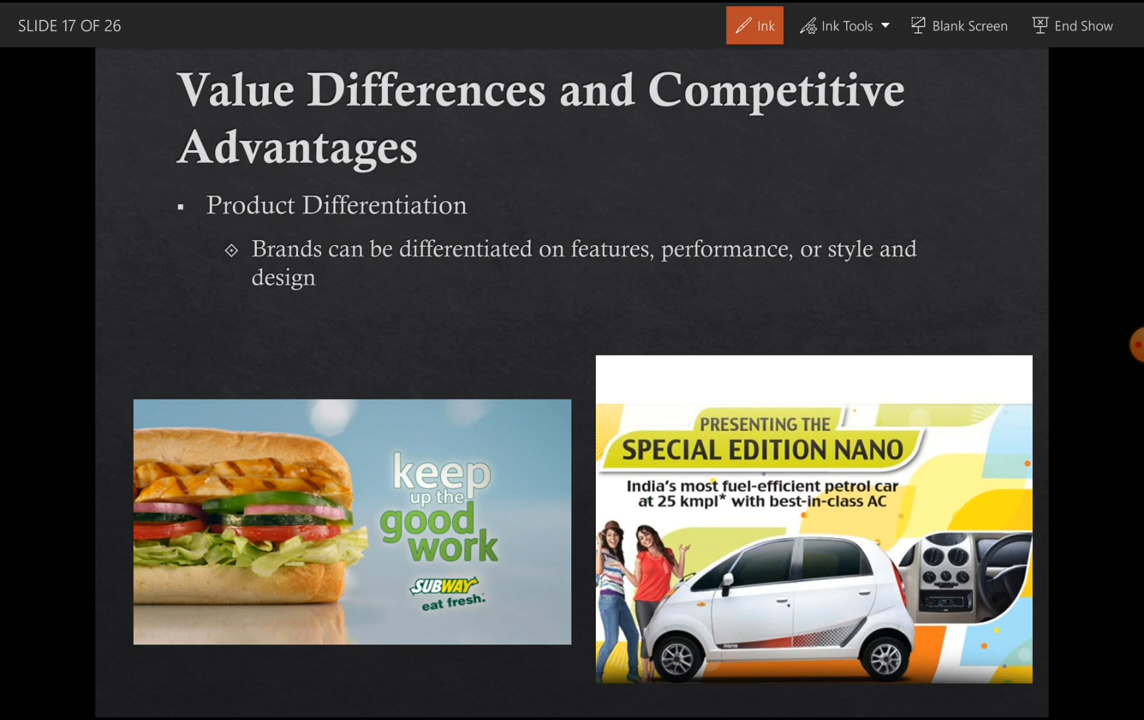 SLIDE 17 OF 26
Ink
Ink Tools
Blank Screen
End Show
Value Differences and Competitive
Advantages
▪ Product Differentiation
Brands can be differentiated on features, performance, or style and
design
keep
up the
good
work
SUBWAY
eat fresh.
PRESENTING THE
SPECIAL EDITION NANO
India's most fuel-efficient petrol car
at 25 kmpl* with best-in-class AC
nano